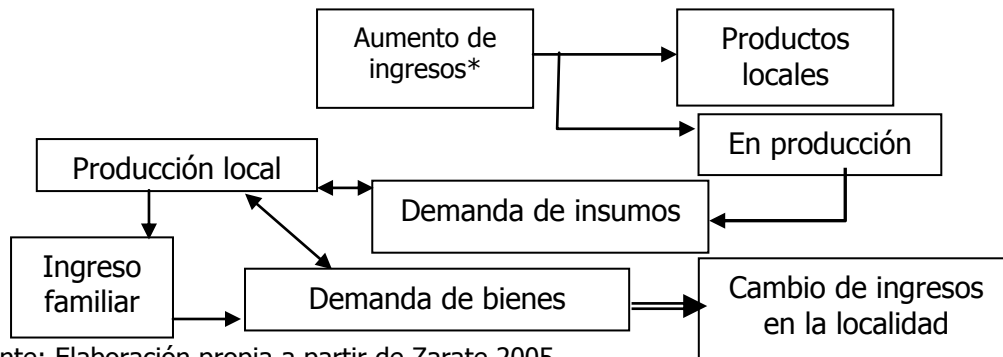 Aumento de
ingresos*
Productos
locales
En producción
Producción local
Demanda de insumos
Ingreso
familiar
Demanda de bienes
Cambio de ingresos
en la localidad
nte: Elaboración propia a partir de Zarate 2005